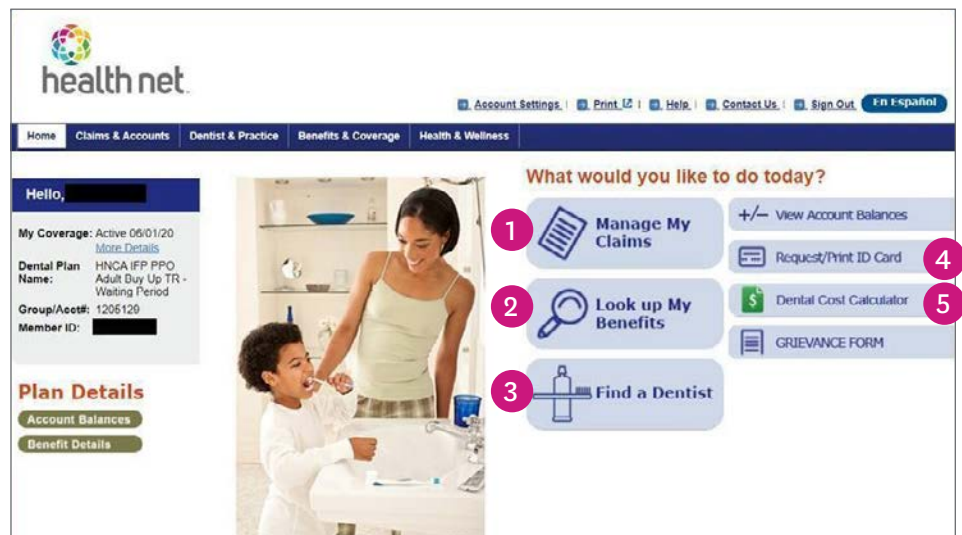 health net
Account Settings | Print | Help | Contact Us | Sign Out En Español
Home Claims & Accounts Dentist & Practice Benefits & Coverage Health & Wellness
Hello,
My Coverage: Active 06/01/20
More Details
Dental Plan Name: HNCA IFP PPO
Adult Buy Up TR -
Waiting Period
Group/Acct#: 1205129
Member ID:
Plan Details
Account Balances
Benefit Details
What would you like to do today?
1 Manage My
Claims
2 Look up My
Benefits
3 Find a Dentist
+/– View Account Balances
Request/Print ID Card 4
$ Dental Cost Calculator 5
GRIEVANCE FORM